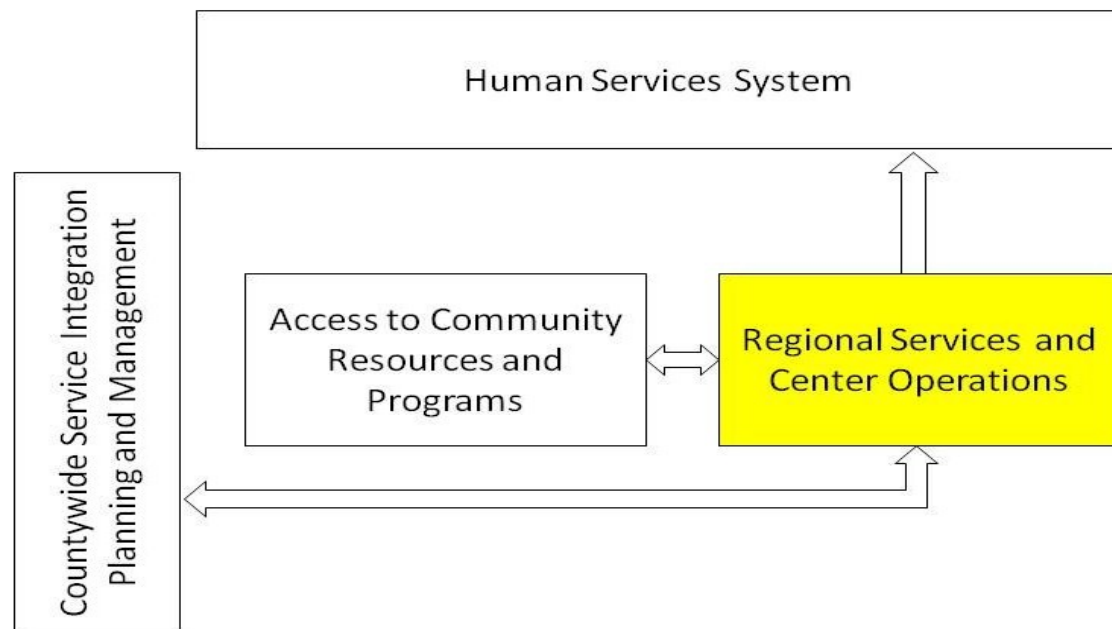 Human Services System
Countywide Service Integration
Planning and Management
Access to Community
Resources and
Programs
Regional Services and
Center Operations